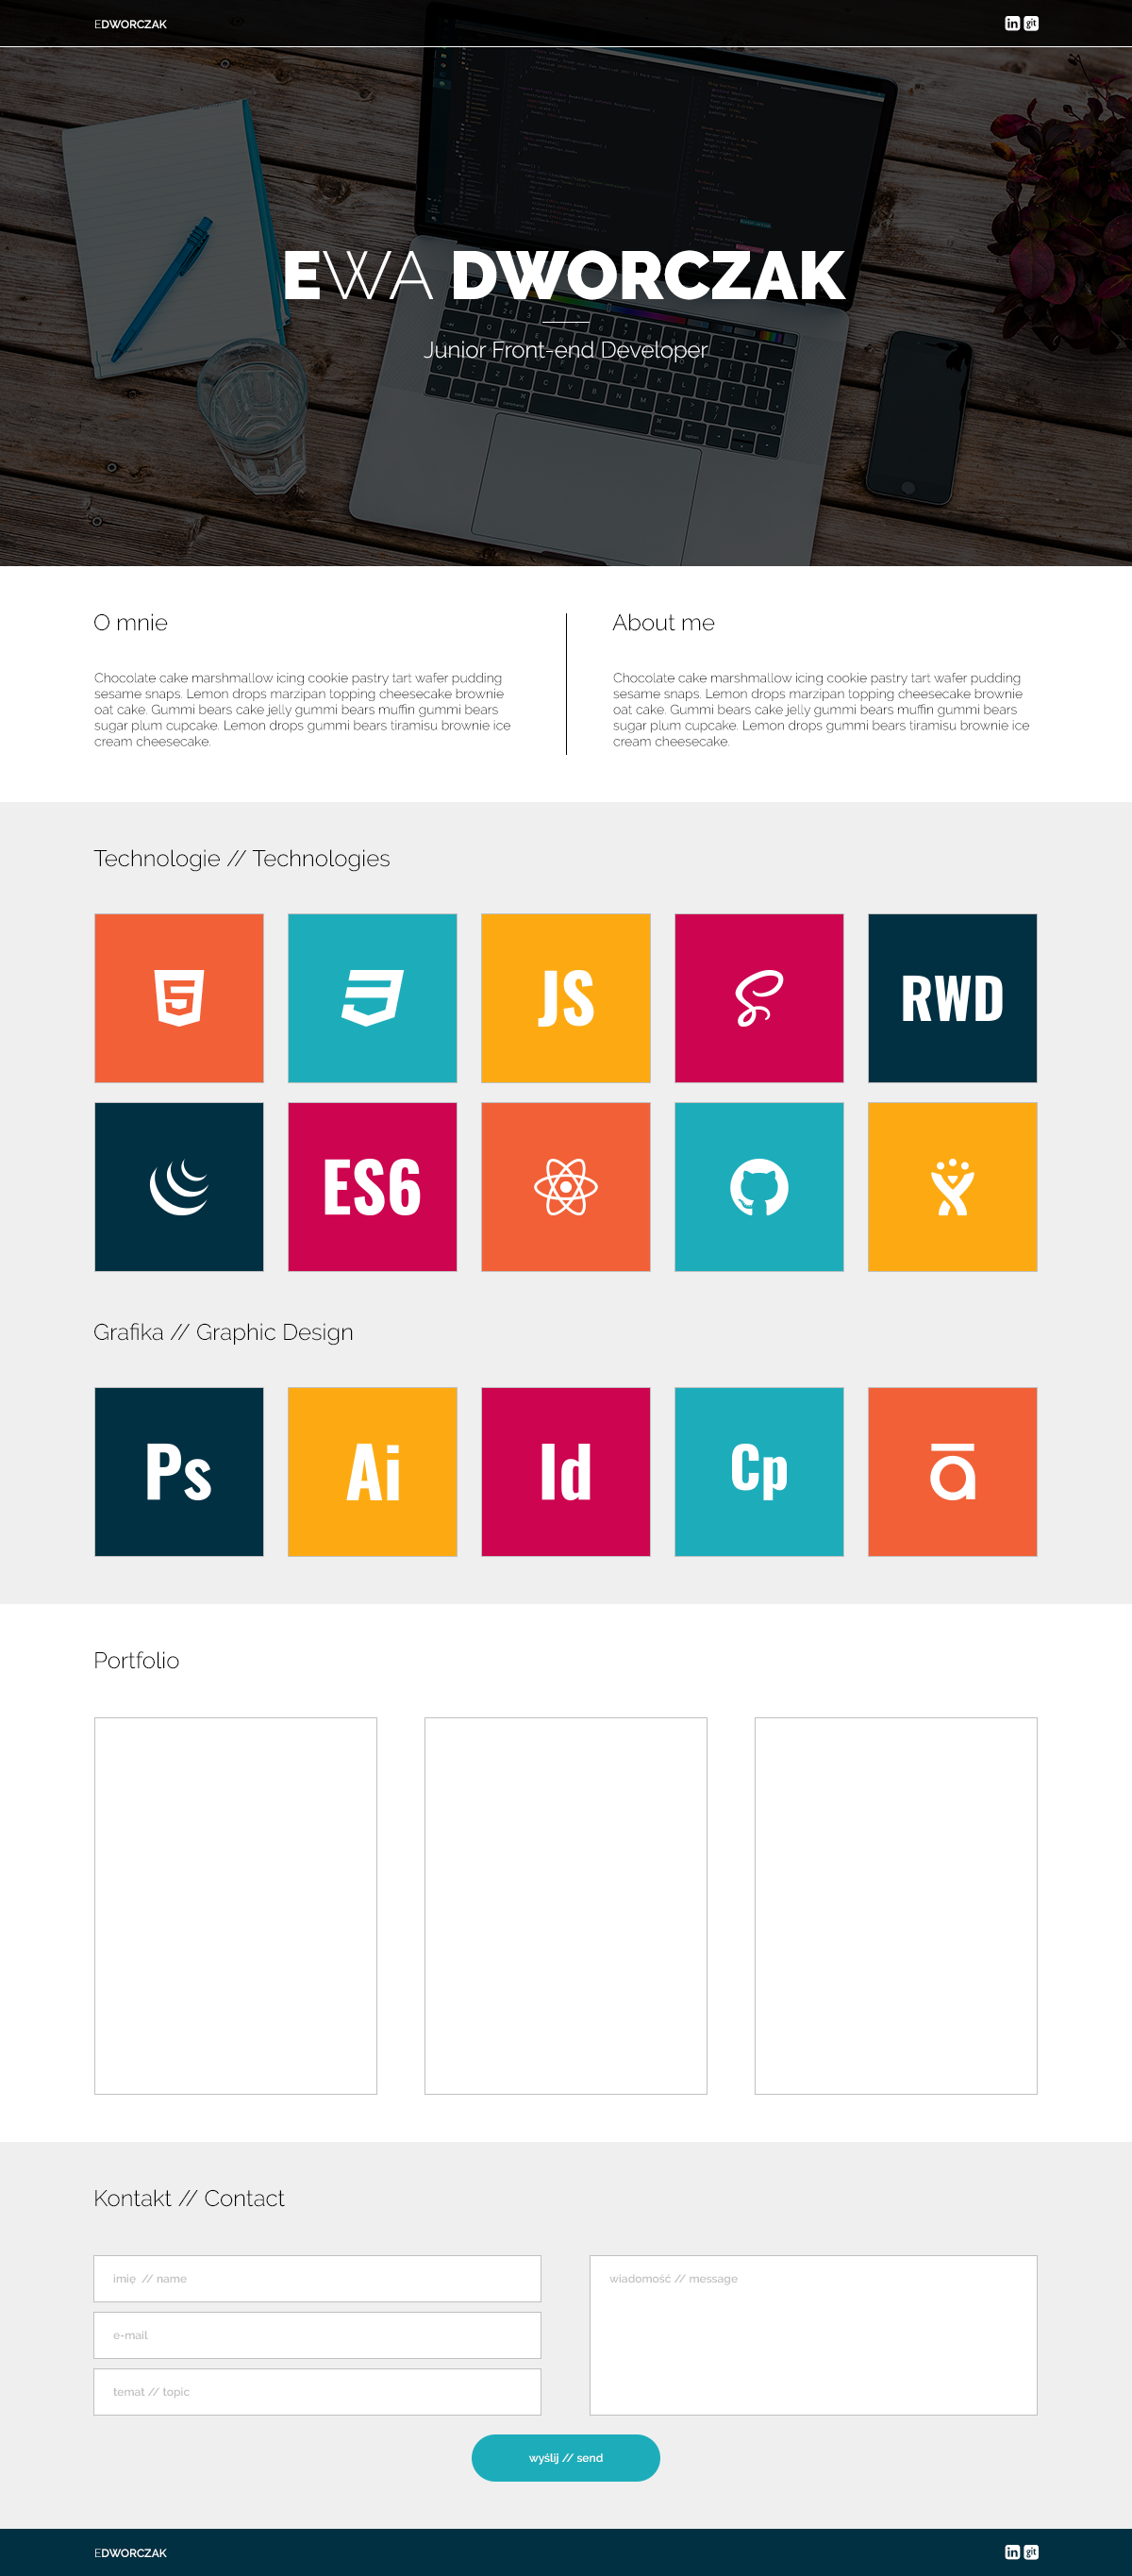 EDWORCZAK
in git
EWA DWORCZAK
Junior Front-end Developer
O mnie
Chocolate cake marshmallow icing cookie pastry tart wafer pudding
sesame snaps. Lemon drops marzipan topping cheesecake brownie
oat cake. Gummi bears cake jelly gummi bears muffin gummi bears
sugar plum cupcake. Lemon drops gummi bears tiramisu brownie ice
cream cheesecake.
About me
Chocolate cake marshmallow icing cookie pastry tart wafer pudding
sesame snaps. Lemon drops marzipan topping cheesecake brownie
oat cake. Gummi bears cake jelly gummi bears muffin gummi bears
sugar plum cupcake. Lemon drops gummi bears tiramisu brownie ice
cream cheesecake.
Technologie // Technologies
JS
RWD
ES6
Grafika // Graphic Design
Ps
Ai
Id
Cp
Portfolio
Kontakt // Contact
imię // name
e-mail
temat // topic
wiadomość // message
wyślij // send
EDWORCZAK
in git